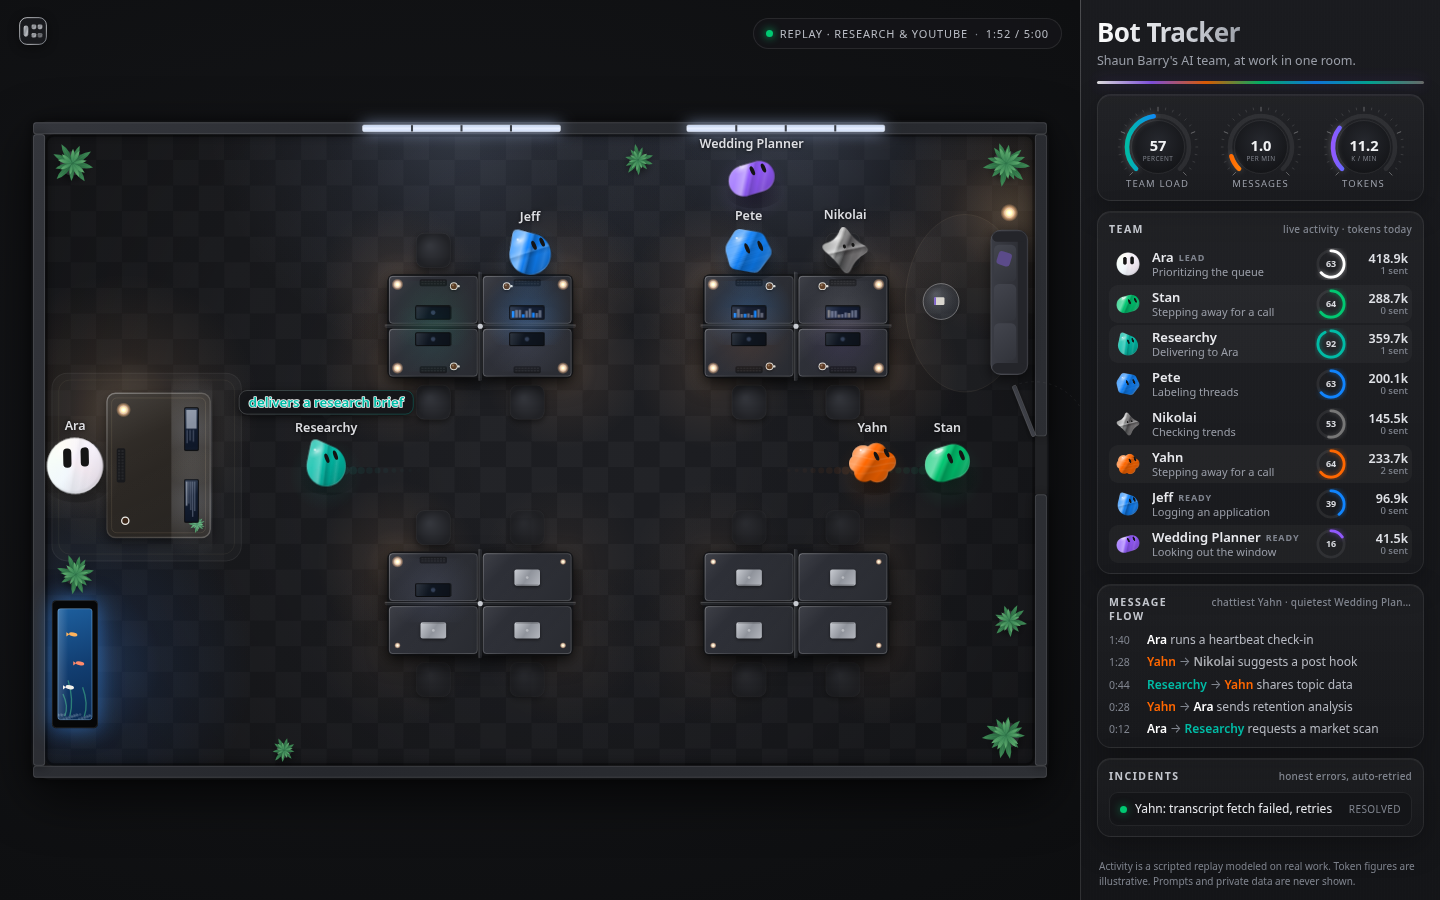 REPLAY · RESEARCH & YOUTUBE · 1:52 / 5:00
Wedding Planner
Jeff
Pete
Nikolai
delivers a research brief
Ara
Researchy
Yahn
Stan
Bot Tracker
Shaun Barry's AI team, at work in one room.
57
PERCENT
TEAM LOAD
1.0
PER MIN
MESSAGES
11.2
K / MIN
TOKENS
TEAM
live activity · tokens today
Ara LEAD
Prioritizing the queue
63
418.9k
1 sent
Stan
Stepping away for a call
64
288.7k
0 sent
Researchy
Delivering to Ara
92
359.7k
1 sent
Pete
Labeling threads
63
200.1k
0 sent
Nikolai
Checking trends
53
145.5k
0 sent
Yahn
Stepping away for a call
64
233.7k
2 sent
Jeff READY
Logging an application
39
96.9k
0 sent
Wedding Planner READY
Looking out the window
16
41.5k
0 sent
MESSAGE FLOW
chattiest Yahn · quietest Wedding Plan…
1:40 Ara runs a heartbeat check-in
1:28 Yahn → Nikolai suggests a post hook
0:44 Researchy → Yahn shares topic data
0:28 Yahn → Ara sends retention analysis
0:12 Ara → Researchy requests a market scan
INCIDENTS
honest errors, auto-retried
Yahn: transcript fetch failed, retries RESOLVED
Activity is a scripted replay modeled on real work. Token figures are
illustrative. Prompts and private data are never shown.